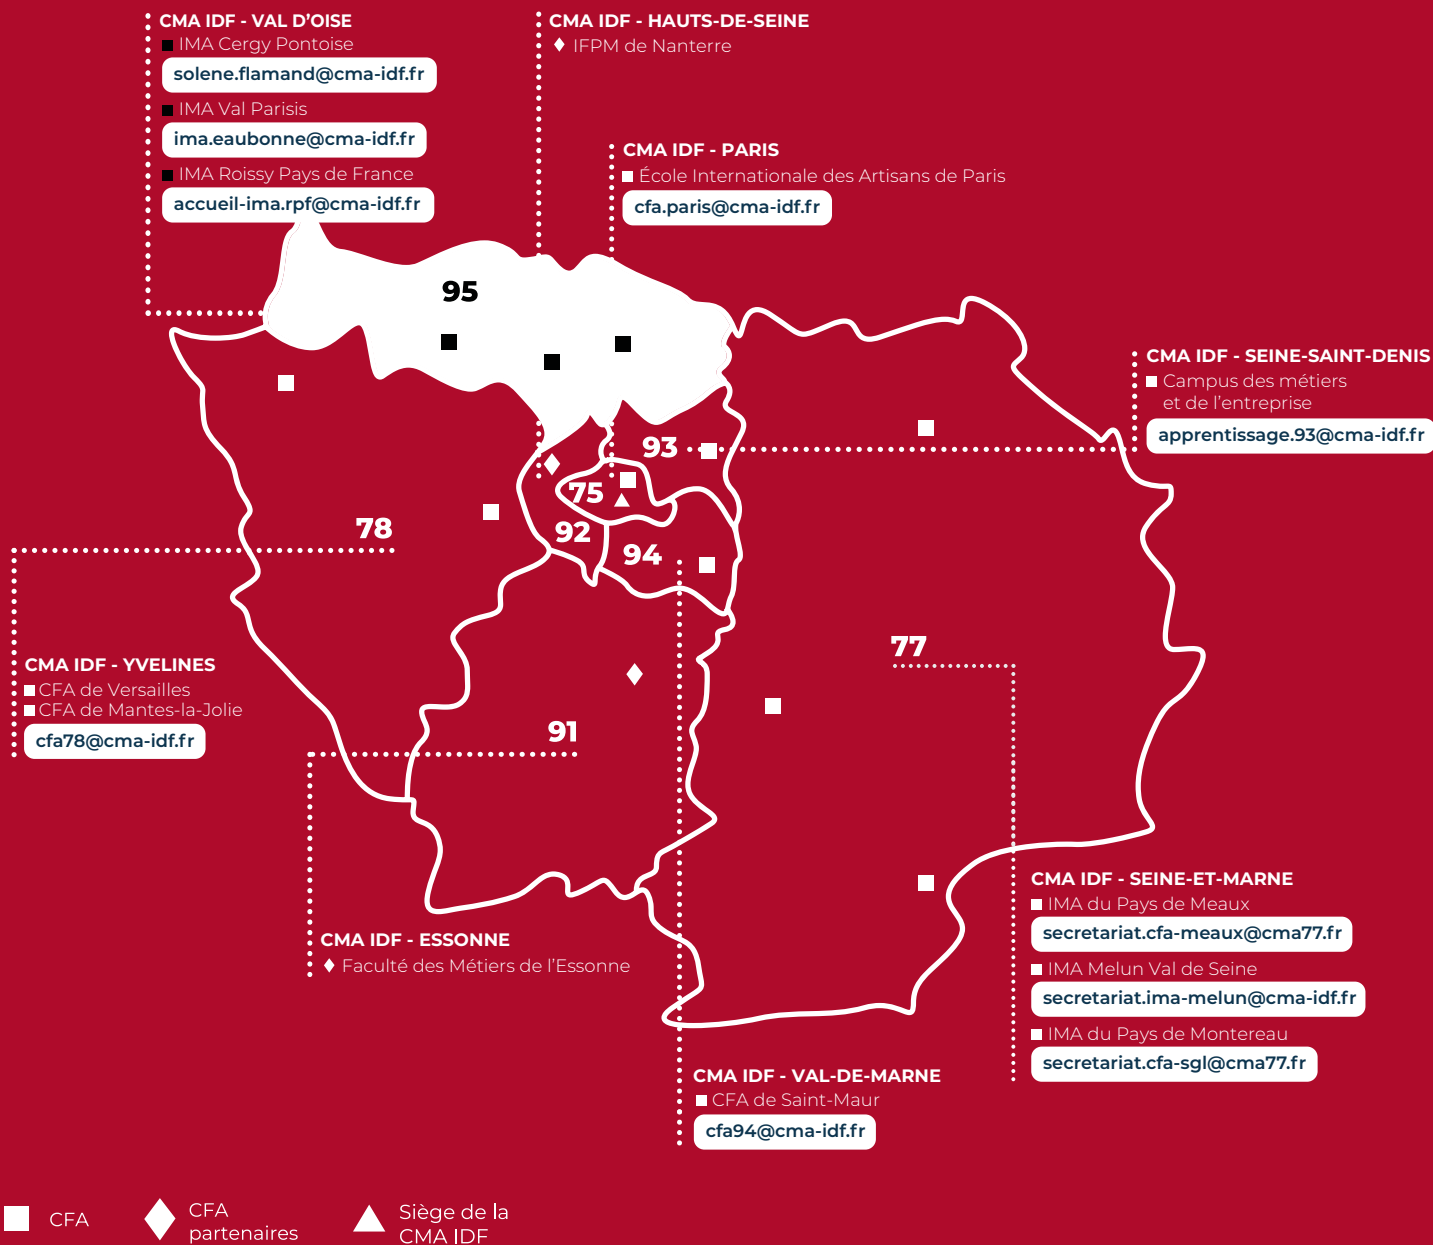 CMA IDF - VAL D’OISE
IMA Cergy Pontoise
solene.flamand@cma-idf.fr
IMA Val Parisis
ima.eaubonne@cma-idf.fr
IMA Roissy Pays de France
accueil-ima.rpf@cma-idf.fr
CMA IDF - HAUTS-DE-SEINE
IFPM de Nanterre
CMA IDF - PARIS
École Internationale des Artisans de Paris
cfa.paris@cma-idf.fr
95
CMA IDF - SEINE-SAINT-DENIS
Campus des métiers
et de l’entreprise
apprentissage.93@cma-idf.fr
93
75
78
92
94
77
CMA IDF - YVELINES
CFA de Versailles
CFA de Mantes-la-Jolie
cfa78@cma-idf.fr
91
CMA IDF - ESSONNE
Faculté des Métiers de l’Essonne
CMA IDF - SEINE-ET-MARNE
IMA du Pays de Meaux
secretariat.cfa-meaux@cma77.fr
IMA Melun Val de Seine
secretariat.ima-melun@cma-idf.fr
IMA du Pays de Montereau
secretariat.cfa-sgl@cma77.fr
CMA IDF - VAL-DE-MARNE
CFA de Saint-Maur
cfa94@cma-idf.fr
CFA
CFA
partenaires
Siège de la
CMA IDF